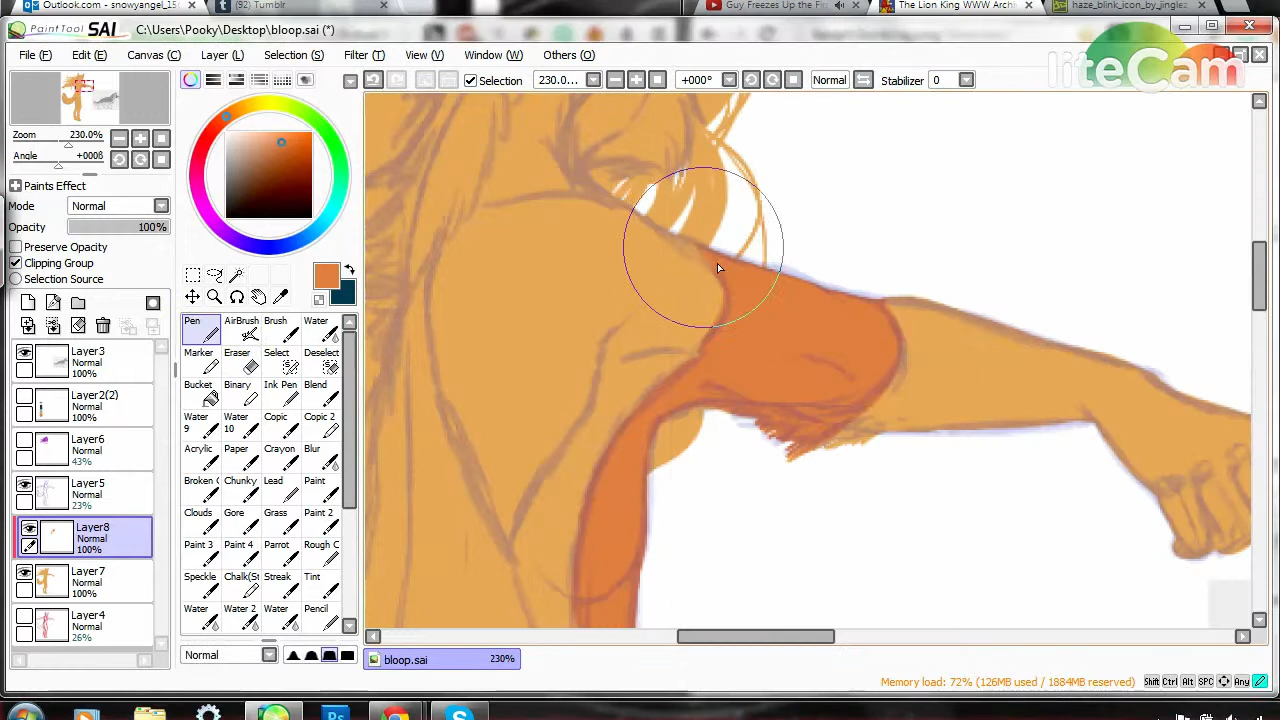 Outlook.com - snowyangel_15
(92) Tumblr
Guy Freezes Up the Fi
The Lion King WWW Arch
haze_blink_icon_by_jinglez
PaintTool SAI C:\Users\Pooky\Desktop\bloop.sai (*)
File (F) Edit (E) Canvas (C) Layer (L) Selection (S) Filter (T) View (V) Window (W) Others (O)
liteCam
Selection 230.0... +000° Normal Stabilizer 0
Zoom 230.0%
Angle +000ß
Paints Effect
Mode Normal
Opacity 100%
Preserve Opacity
Clipping Group
Selection Source
Layer3
Normal
100%
Layer2(2)
Normal
100%
Layer6
Normal
43%
Layer5
Normal
23%
Layer8
Normal
100%
Layer7
Normal
100%
Layer4
Normal
26%
Pen AirBrush Brush Water
Marker Eraser Select Deselect
Bucket Binary Ink Pen Blend
Water 9 Water 10 Copic Copic 2
Acrylic Paper Crayon Blur
Broken C Chunky Lead Paint
Clouds Gore Grass Paint 2
Paint 3 Paint 4 Parrot Rough C
Speckle Chalk(St Streak Tint
Water Water 2 Water Pencil
Normal
bloop.sai 230%
Memory load: 72% (126MB used / 1884MB reserved) Shift Ctrl Alt SPC Any
Ps